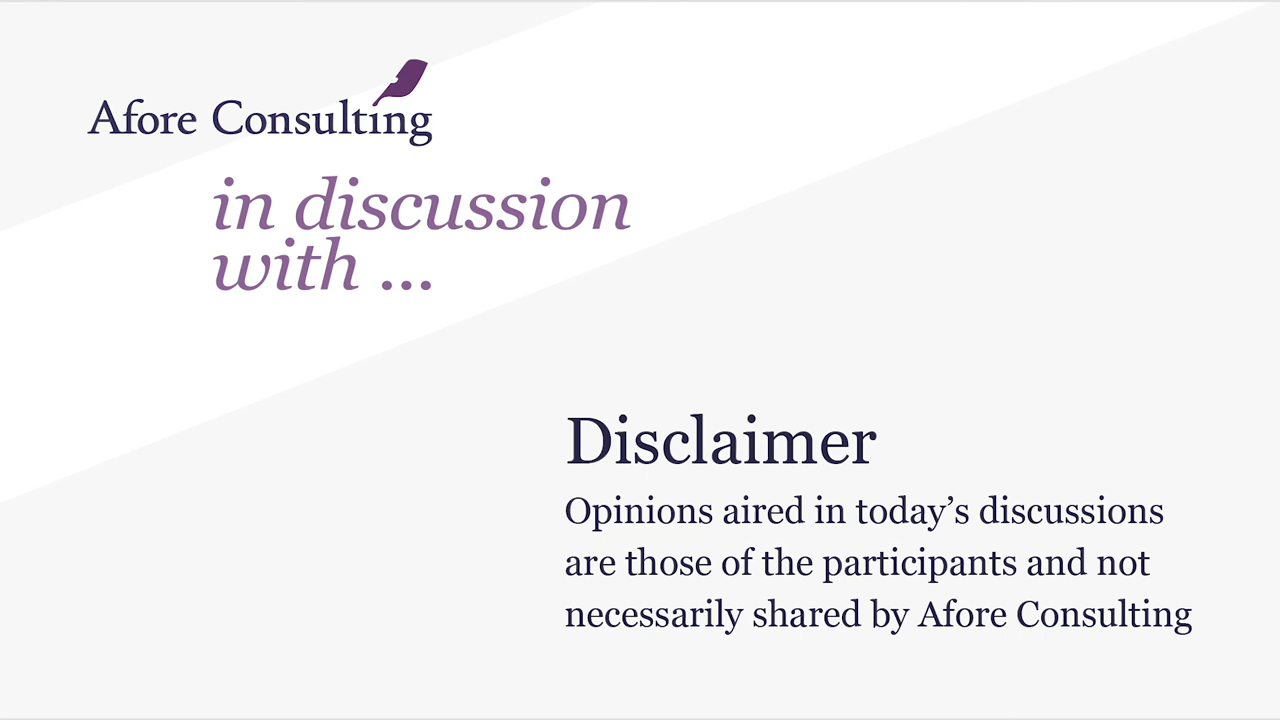 Afore Consulting
in discussion
with ...
Disclaimer
Opinions aired in today’s discussions
are those of the participants and not
necessarily shared by Afore Consulting